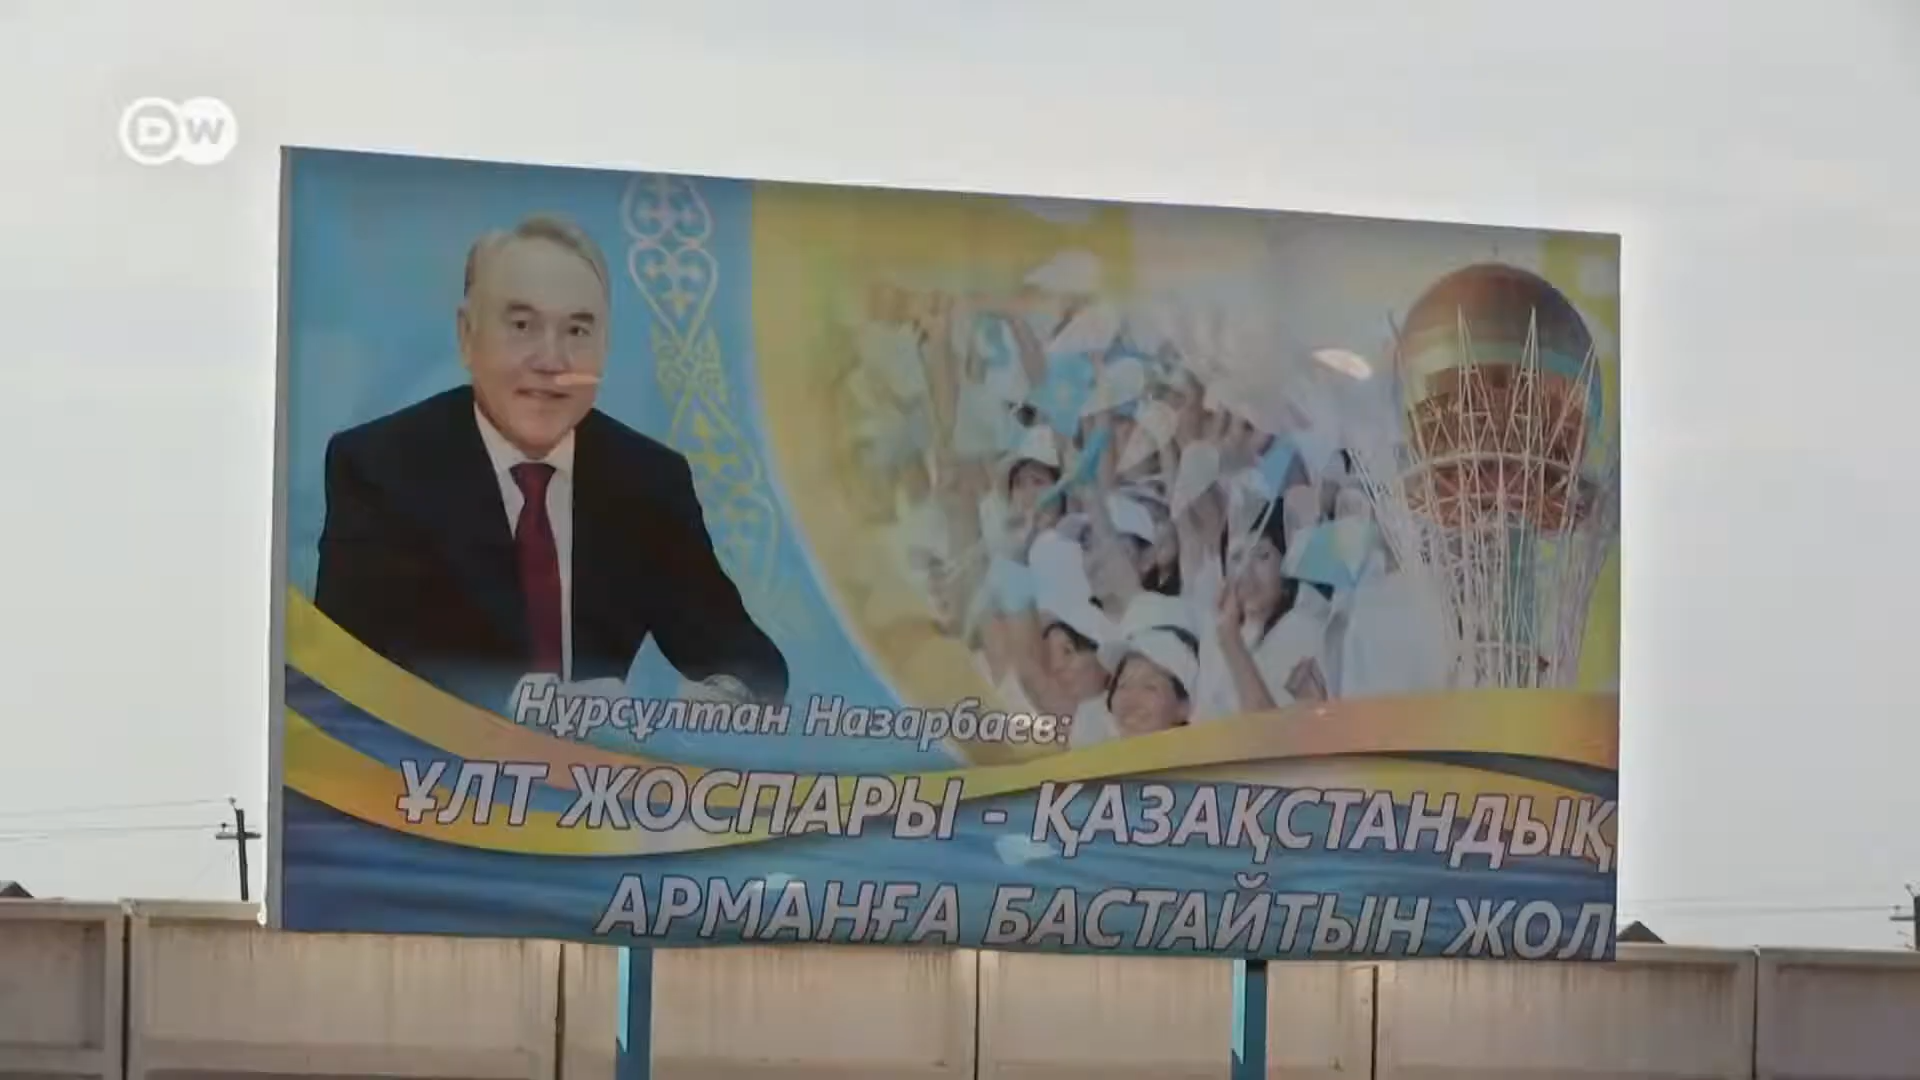 DW
Нұрсұлтан Назарбаев:
ҰЛТ ЖОСПАРЫ - ҚАЗАҚСТАНДЫҚ
АРМАНҒА БАСТАЙТЫН ЖОЛ